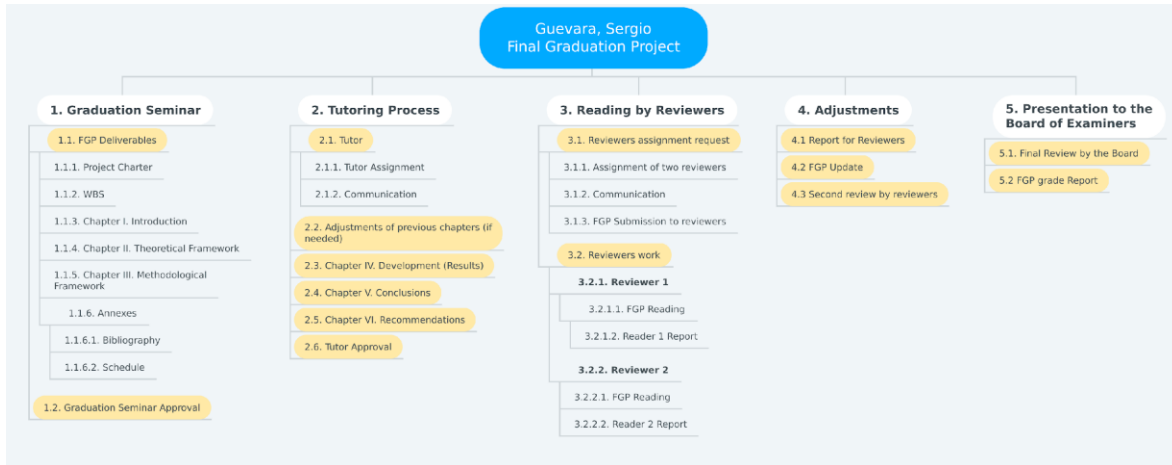 Guevara, Sergio
Final Graduation Project
1. Graduation Seminar
1.1. FGP Deliverables
1.1.1. Project Charter
1.1.2. WBS
1.1.3. Chapter I. Introduction
1.1.4. Chapter II. Theoretical Framework
1.1.5. Chapter III. Methodological
Framework
1.1.6. Annexes
1.1.6.1. Bibliography
1.1.6.2. Schedule
1.2. Graduation Seminar Approval
2. Tutoring Process
2.1. Tutor
2.1.1. Tutor Assignment
2.1.2. Communication
2.2. Adjustments of previous chapters (if
needed)
2.3. Chapter IV. Development (Results)
2.4. Chapter V. Conclusions
2.5. Chapter VI. Recommendations
2.6. Tutor Approval
3. Reading by Reviewers
3.1. Reviewers assignment request
3.1.1. Assignment of two reviewers
3.1.2. Communication
3.1.3. FGP Submission to reviewers
3.2. Reviewers work
3.2.1. Reviewer 1
3.2.1.1. FGP Reading
3.2.1.2. Reader 1 Report
3.2.2. Reviewer 2
3.2.2.1. FGP Reading
3.2.2.2. Reader 2 Report
4. Adjustments
4.1 Report for Reviewers
4.2 FGP Update
4.3 Second review by reviewers
5. Presentation to the
Board of Examiners
5.1. Final Review by the Board
5.2 FGP grade Report